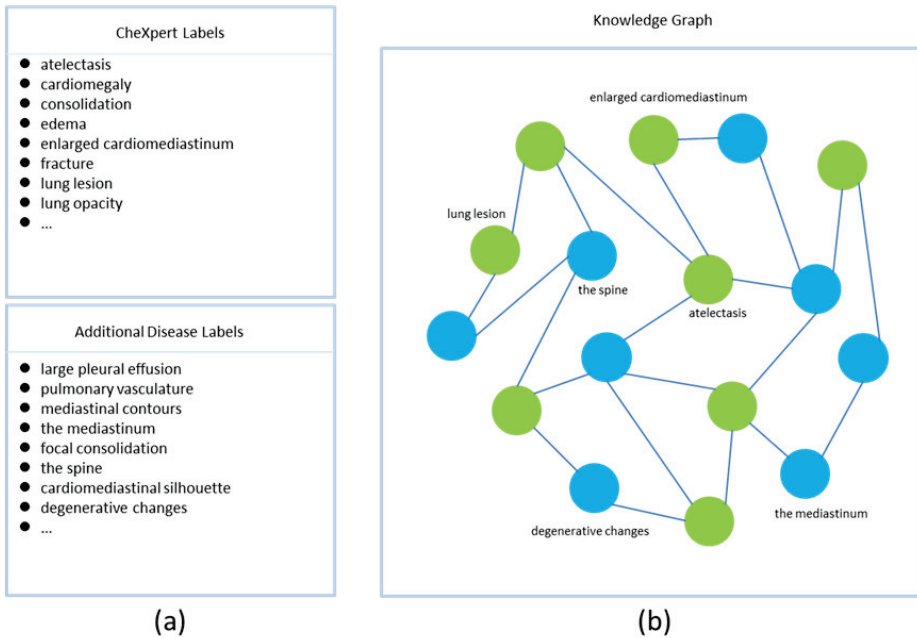 CheXpert Labels
● atelectasis
● cardiomegaly
● consolidation
● edema
● enlarged cardiomediastinum
● fracture
● lung lesion
● lung opacity
● ...
Additional Disease Labels
● large pleural effusion
● pulmonary vasculature
● mediastinal contours
● the mediastinum
● focal consolidation
● the spine
● cardiomediastinal silhouette
● degenerative changes
● ...
(a)
Knowledge Graph
enlarged cardiomediastinum
lung lesion
the spine
atelectasis
degenerative changes
the mediastinum
(b)